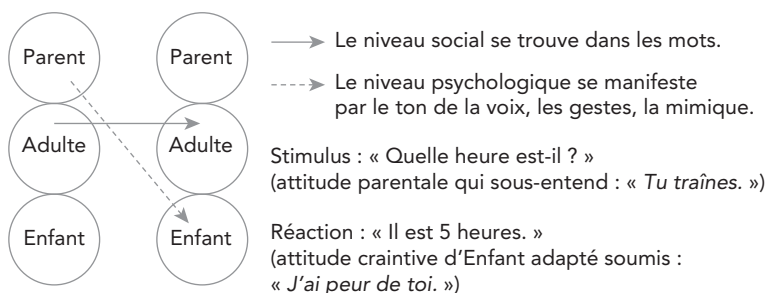 Parent
Parent
Le niveau social se trouve dans les mots.
Le niveau psychologique se manifeste
par le ton de la voix, les gestes, la mimique.
Adulte
Adulte
Stimulus : « Quelle heure est-il ? »
(attitude parentale qui sous-entend : « Tu traînes. »)
Enfant
Enfant
Réaction : « Il est 5 heures. »
(attitude craintive d’Enfant adapté soumis :
« J’ai peur de toi. »)